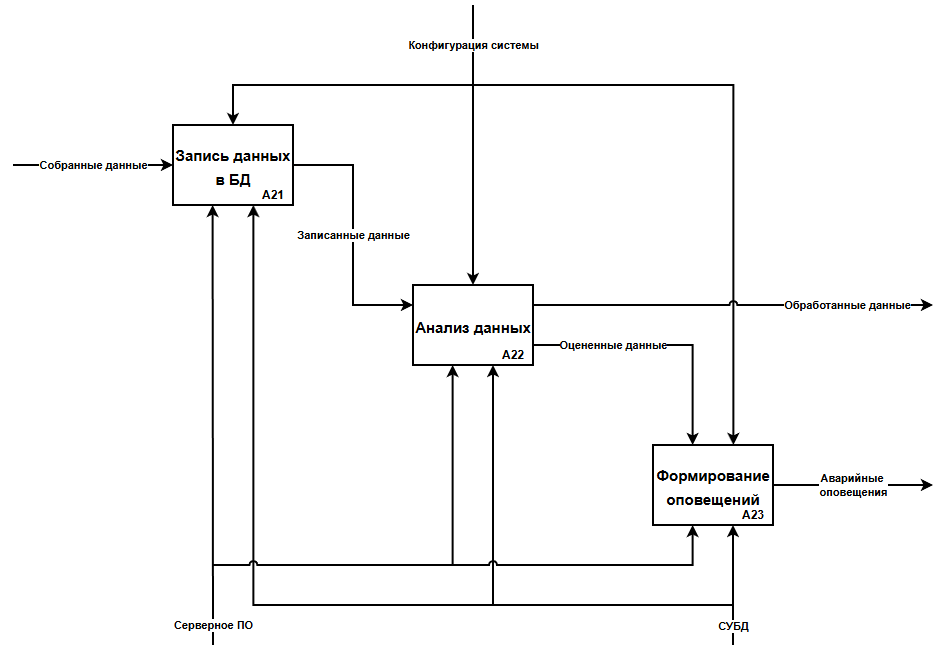 Конфигурация системы
Собранные данные
Запись данных
в БД
A21
Записанные данные
Обработанные данные
Анализ данных
A22
Оцененные данные
Формирование
оповещений
A23
Аварийные
оповещения
Серверное ПО
СУБД